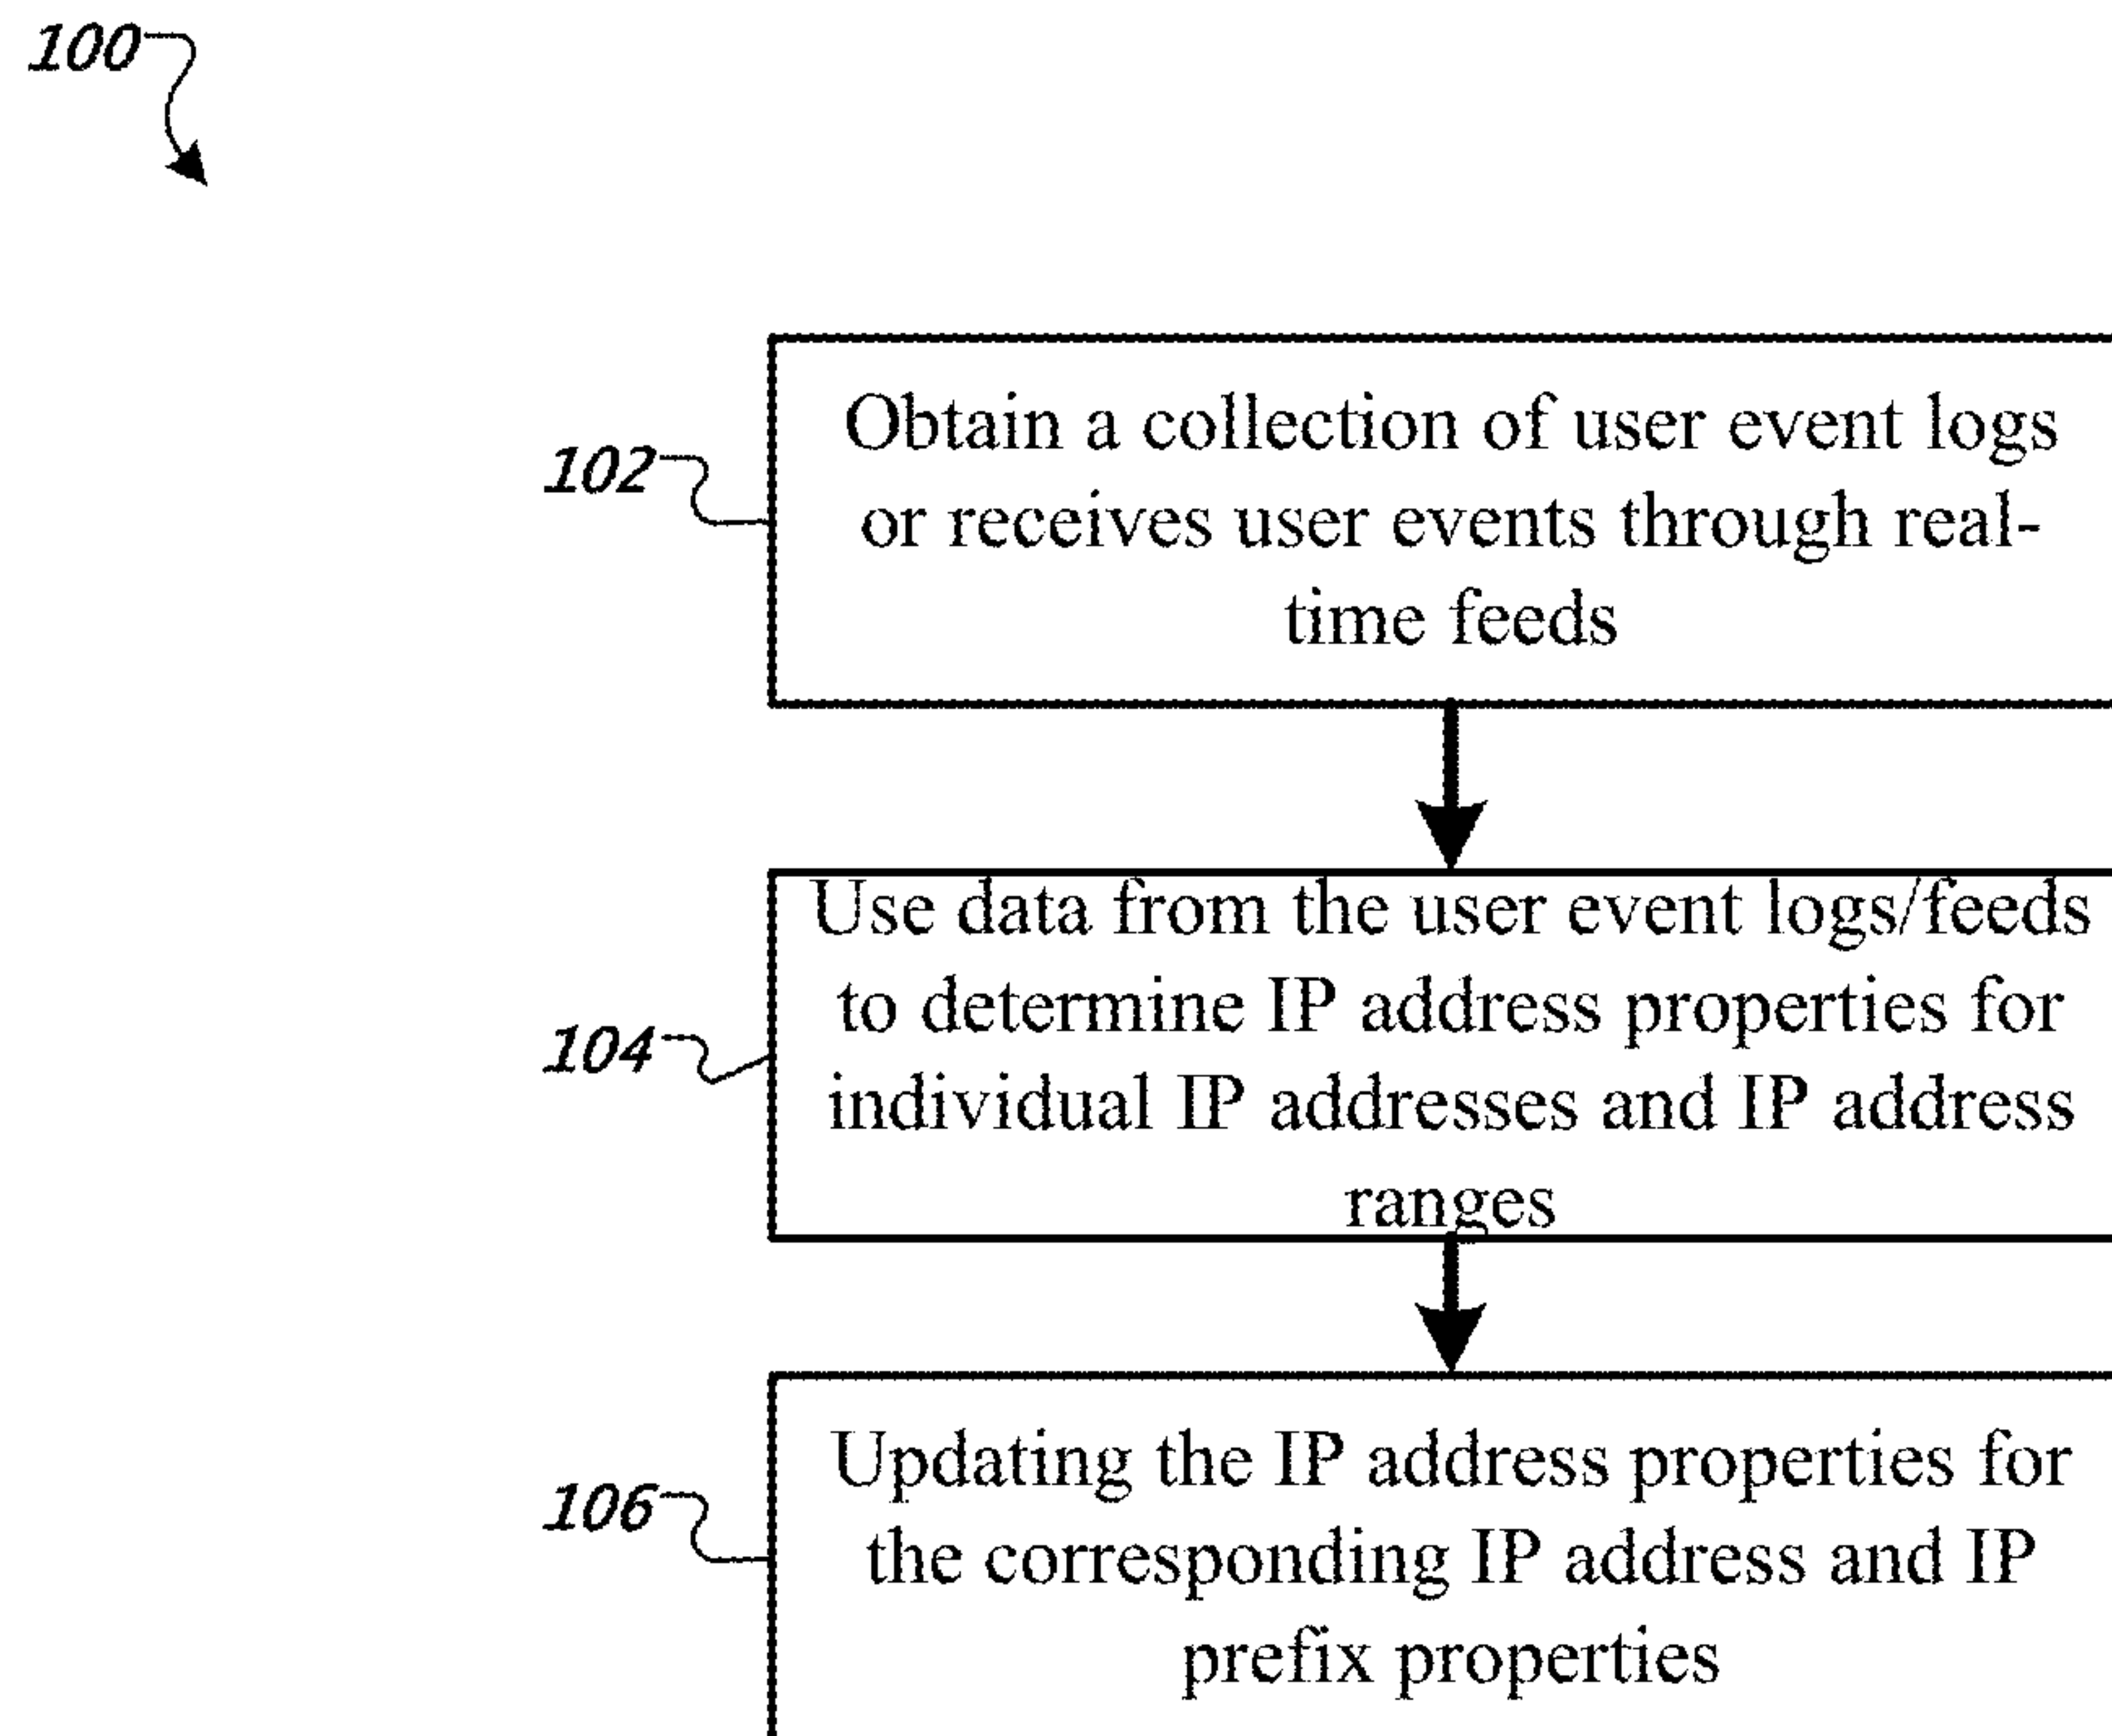 100
102
Obtain a collection of user event logs
or receives user events through real-
time feeds
104
Use data from the user event logs/feeds
to determine IP address properties for
individual IP addresses and IP address
ranges
106
Updating the IP address properties for
the corresponding IP address and IP
prefix properties